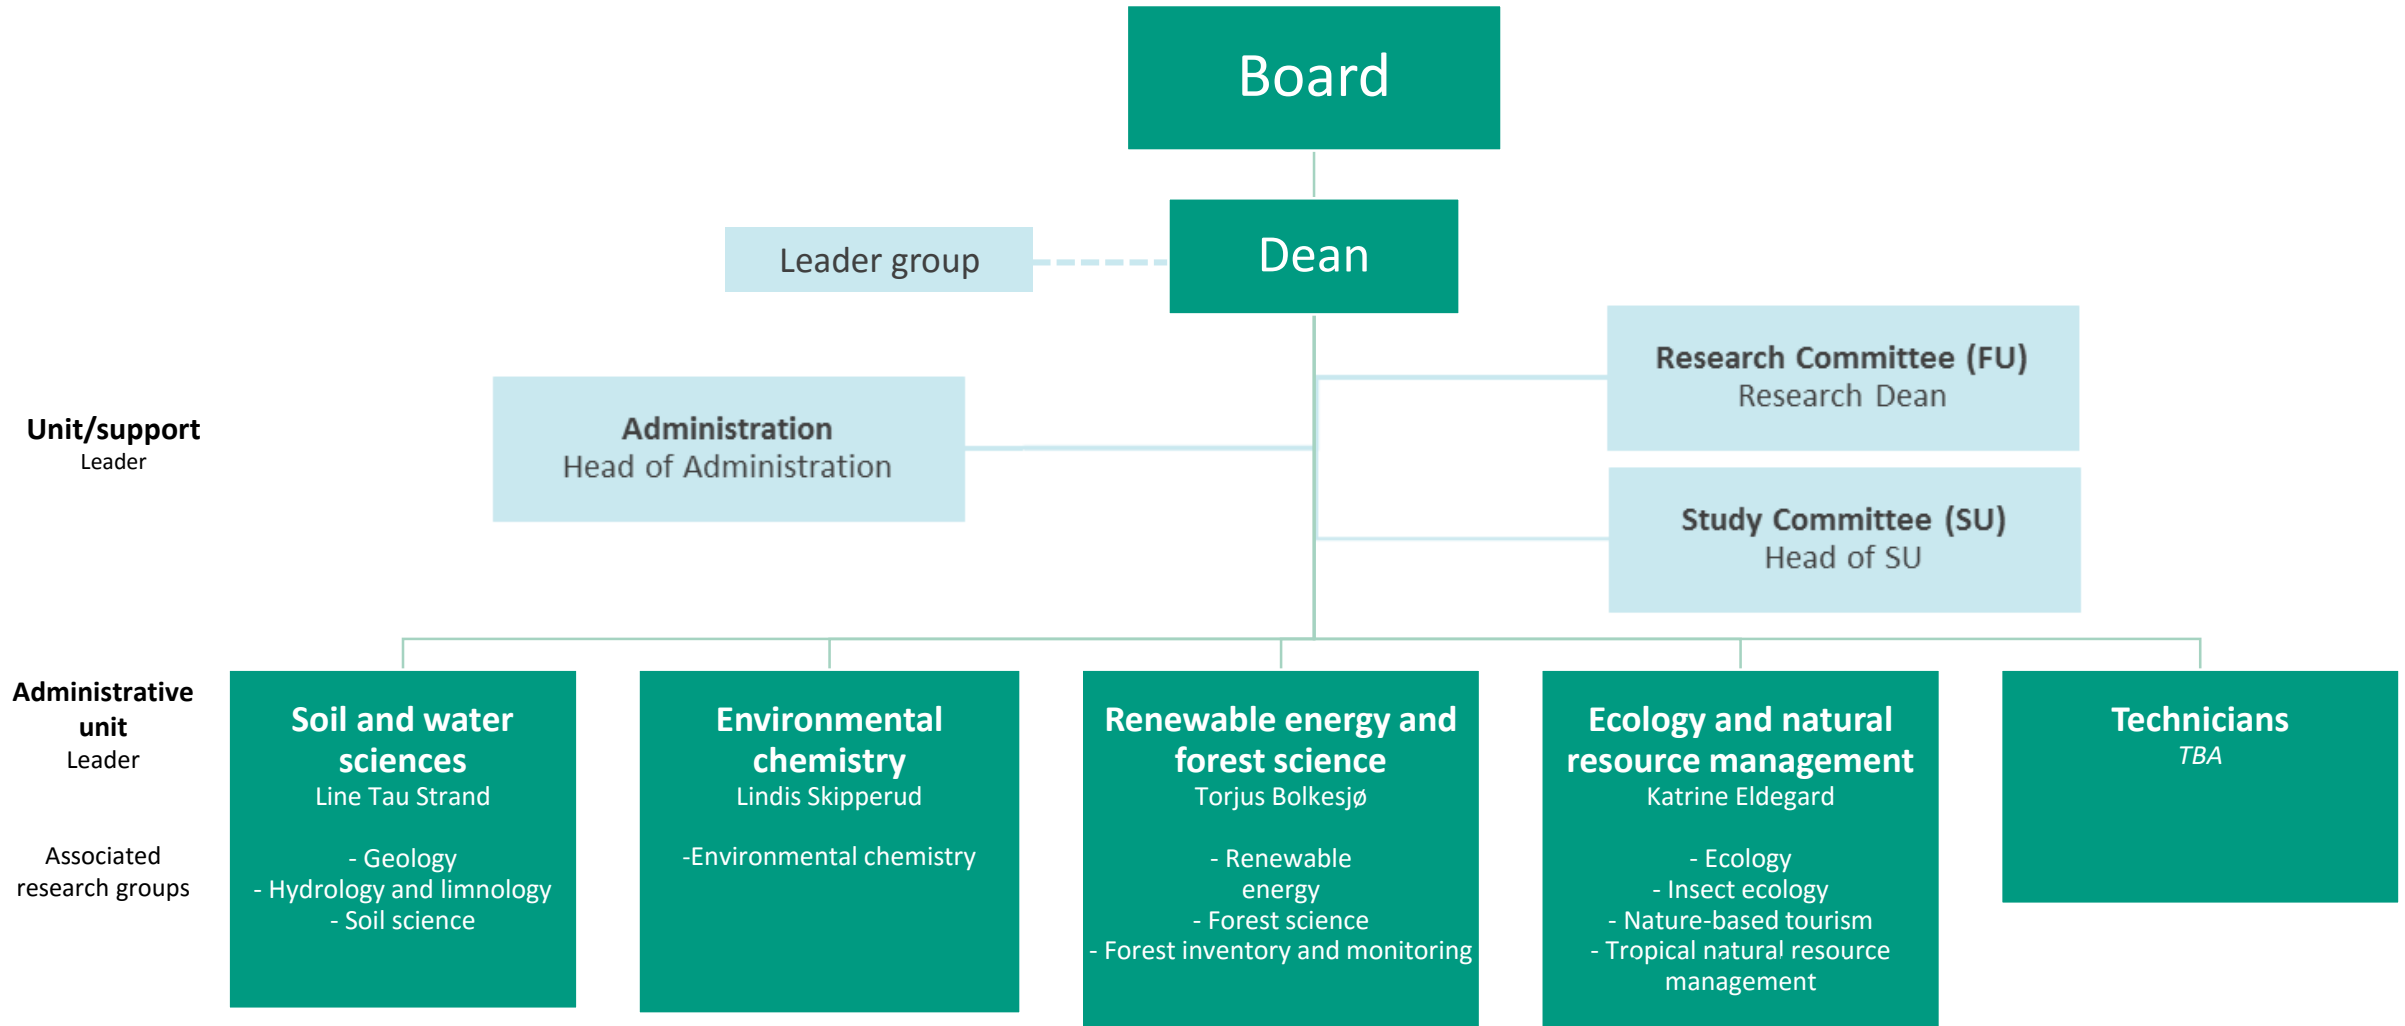 Board
Dean
Leader group
Research Committee (FU)
Research Dean
Unit/support
Leader
Administration
Head of Administration
Study Committee (SU)
Head of SU
Administrative
unit
Leader
Associated
research groups
Soil and water
sciences
Line Tau Strand
- Geology
- Hydrology and limnology
- Soil science
Environmental
chemistry
Lindis Skipperud
-Environmental chemistry
Renewable energy and
forest science
Torjus Bolkesjø
- Renewable
energy
- Forest science
- Forest inventory and monitoring
Ecology and natural
resource management
Katrine Eldegard
- Ecology
- Insect ecology
- Nature-based tourism
- Tropical natural resource
management
Technicians
TBA